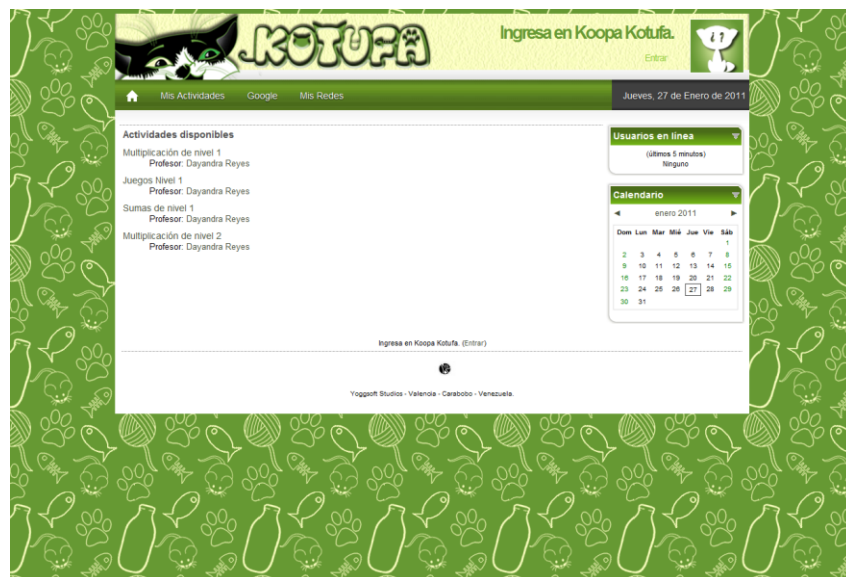 KOTUFA
Ingresa en Koopa Kotufa.
Entrar
Mis Actividades Google Mis Redes
Jueves, 27 de Enero de 2011
Actividades disponibles
Multiplicación de nivel 1
Profesor: Dayandra Reyes
Juegos Nivel 1
Profesor: Dayandra Reyes
Sumas de nivel 1
Profesor: Dayandra Reyes
Multiplicación de nivel 2
Profesor: Dayandra Reyes
Usuarios en línea
(últimos 5 minutos)
Ninguno
Calendario
◄ enero 2011 ►
Dom Lun Mar Mié Jue Vie Sáb
1
2 3 4 5 6 7 8
9 10 11 12 13 14 15
16 17 18 19 20 21 22
23 24 25 26 27 28 29
30 31
Ingresa en Koopa Kotufa. (Entrar)
Yoggsoft Studios - Valencia - Carabobo - Venezuela.